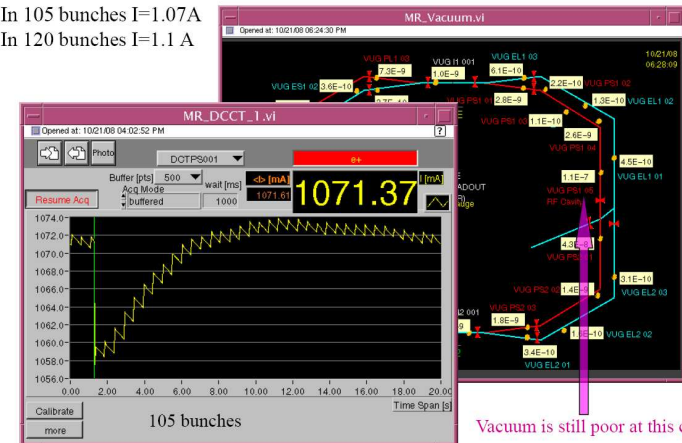 In 105 bunches I=1.07A
In 120 bunches I=1.1 A
MR_Vacuum.vi
Opened at: 10/21/08 06:24:30 PM
10/21/08
06:28:09
VUG PL1 03
7.3E-9
VUG I1 001
1.0E-9
VUG EL1 03
6.1E-10
VUG ES1 02
3.6E-10
2.2E-10
VUG PS1 02
2.8E-9
1.3E-10
VUG EL1 02
VUG PS1 03
1.1E-10
2.6E-9
VUG PS1 04
4.5E-10
VUG EL1 01
1.1E-7
VUG PS1 05
RF Cavity
VUG PS2 02
1.4E-9
3.1E-10
VUG EL2 03
VUG PS2 03
1.8E-9
VUG EL2 02
3.4E-10
VUG EL2 01
MR_DCCT_1.vi
Opened at: 10/21/08 04:02:52 PM
?
Photo
DCTPS001
e+
Buffer [pts]
500
wait [ms]
<I> [mA]
I [mA]
Resume Acq
Acq Mode
buffered
1000
1071.61
1071.37
1074.0
1072.0
1070.0
1068.0
1066.0
1064.0
1062.0
1060.0
1058.0
1056.0
0.00 2.00 4.00 6.00 8.00 10.00 12.00 14.00 16.00 18.00 20.00
Time Span [s]
Calibrate
more
105 bunches
Vacuum is still poor at this